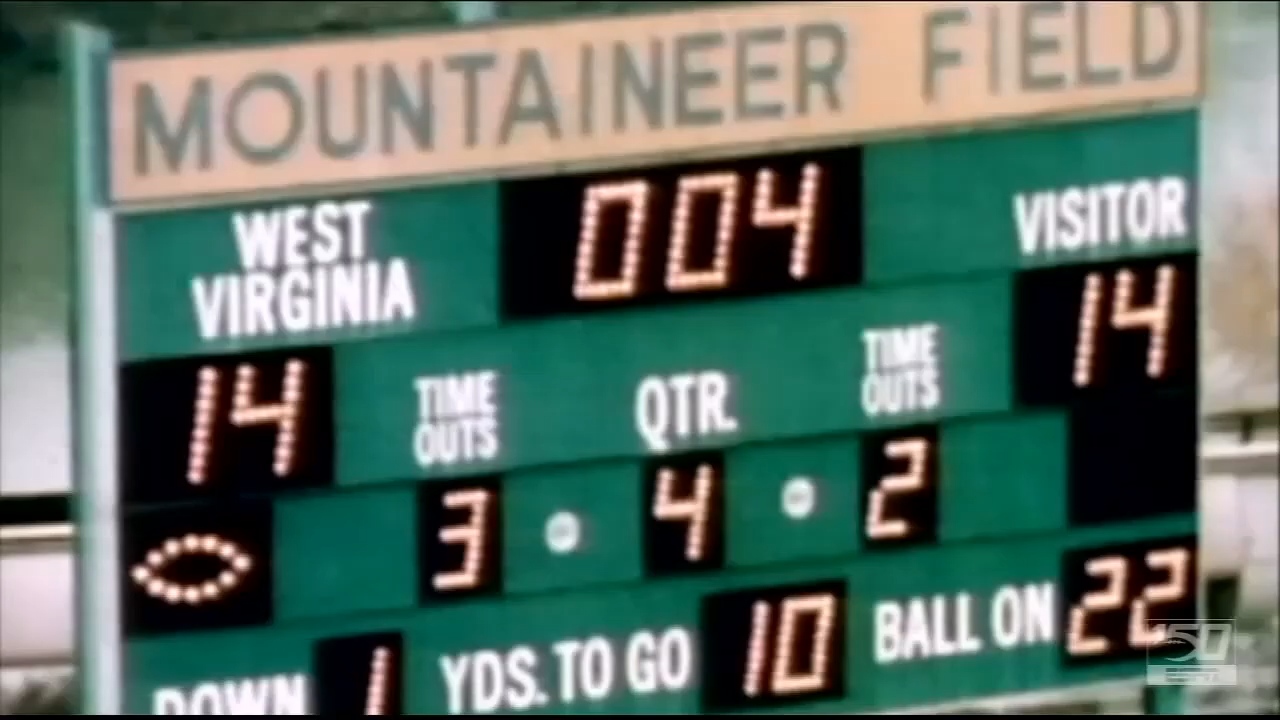 MOUNTAINEER FIELD
WEST VIRGINIA 004 VISITOR
14 14
TIME OUTS QTR. TIME OUTS
3 4 2
DOWN 1 YDS. TO GO 10 BALL ON 22
150